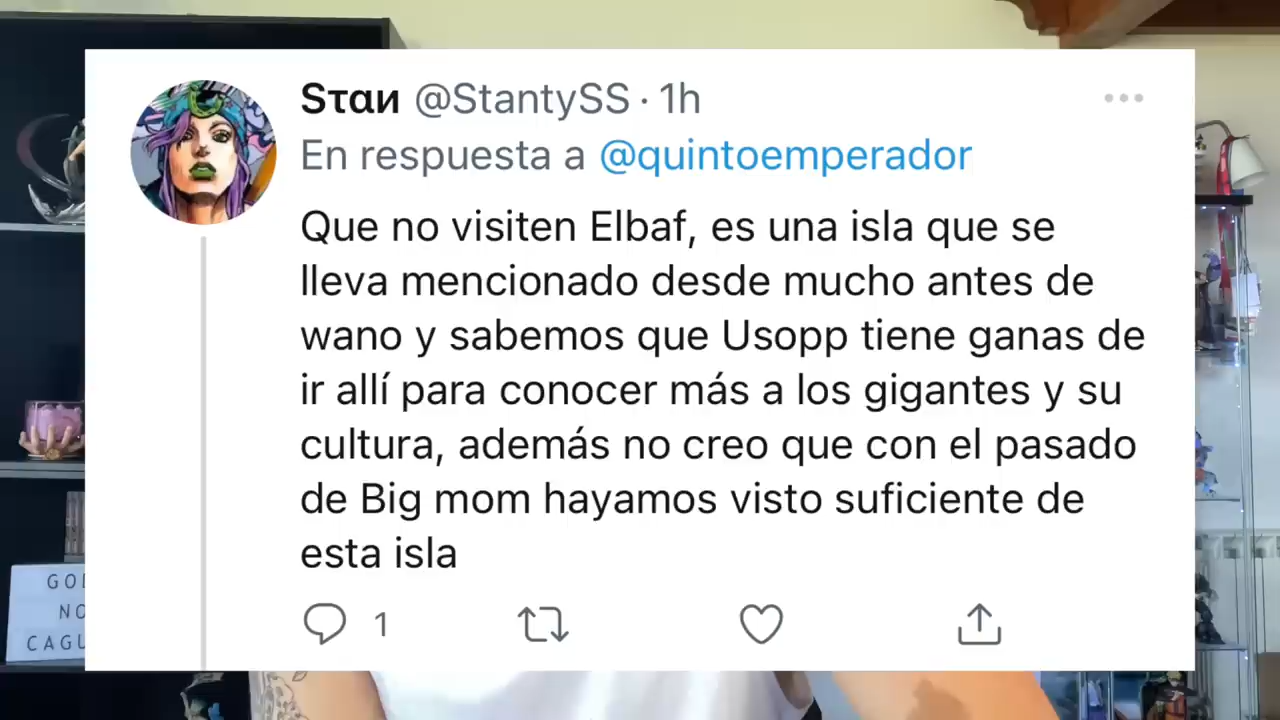 Sταи @StantySS · 1h
En respuesta a @quintoemperador
Que no visiten Elbaf, es una isla que se
lleva mencionado desde mucho antes de
wano y sabemos que Usopp tiene ganas de
ir allí para conocer más a los gigantes y su
cultura, además no creo que con el pasado
de Big mom hayamos visto suficiente de
esta isla
1
NO